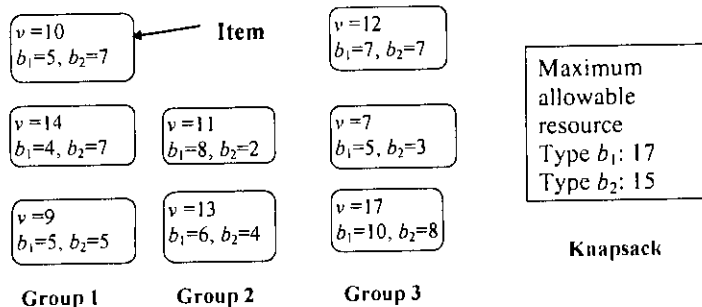 v =10
b₁=5, b₂=7
Item
v =12
b₁=7, b₂=7
v =14
b₁=4, b₂=7
v =11
b₁=8, b₂=2
v =7
b₁=5, b₂=3
v =9
b₁=5, b₂=5
v =13
b₁=6, b₂=4
v =17
b₁=10, b₂=8
Group 1
Group 2
Group 3
Maximum
allowable
resource
Type b₁: 17
Type b₂: 15
Knapsack